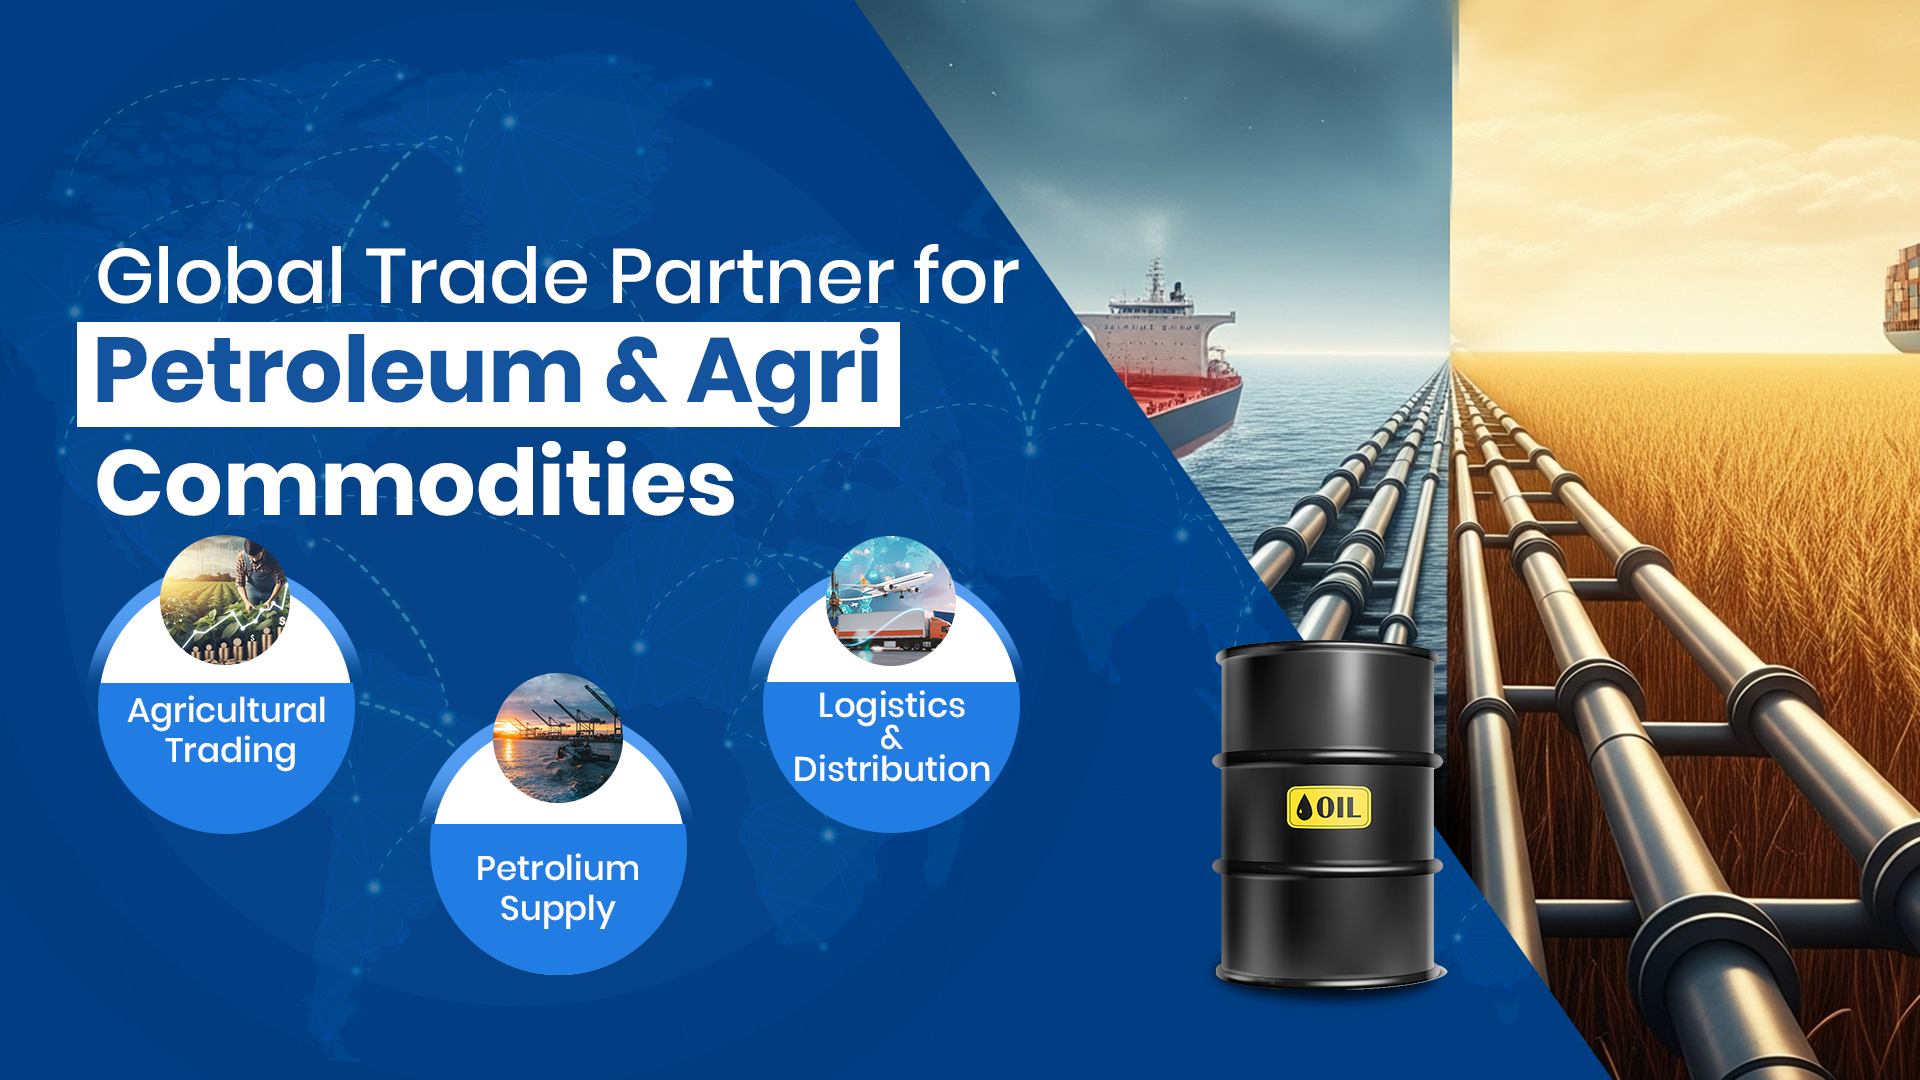 Global Trade Partner for
Petroleum & Agri
Commodities
Agricultural
Trading
Petrolium
Supply
Logistics
&
Distribution
OIL